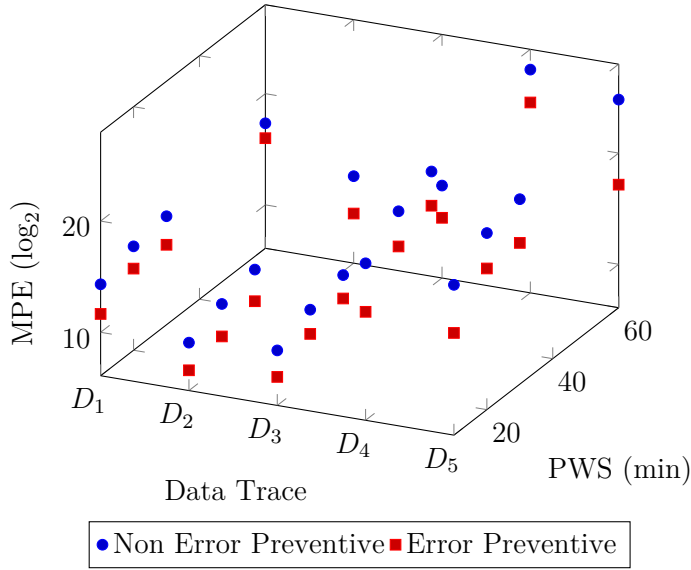 20
10
MPE (log2)
D1
D2
D3
D4
D5
20
40
60
PWS (min)
Data Trace
Non Error Preventive
Error Preventive